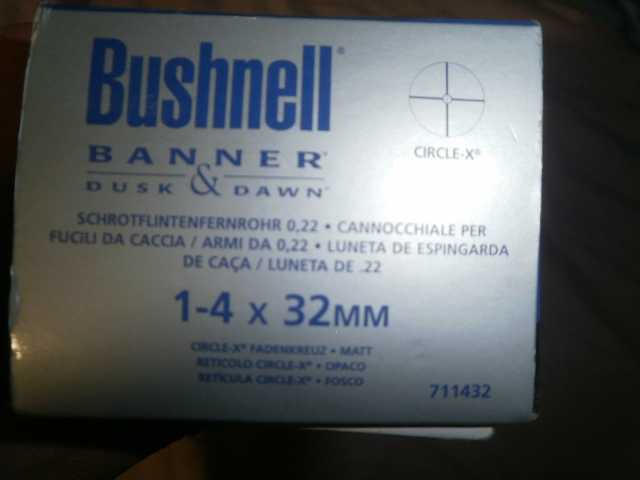 Bushnell®
CIRCLE-X®
BANNER®
DUSK & DAWN™
SCHROTFLINTENFERNROHR 0,22 • CANNOCCHIALE PER
FUCiLI DA CACCIA / ARMI DA 0,22 • LUNETA DE ESPINGARDA
DE CAÇA / LUNETA DE .22
1-4 x 32MM
CIRCLE-X® FADENKREUZ • MATT
RETICOLO CIRCLE-X® • OPACO
RETÍCULA CIRCLE-X® • FOSCO
711432